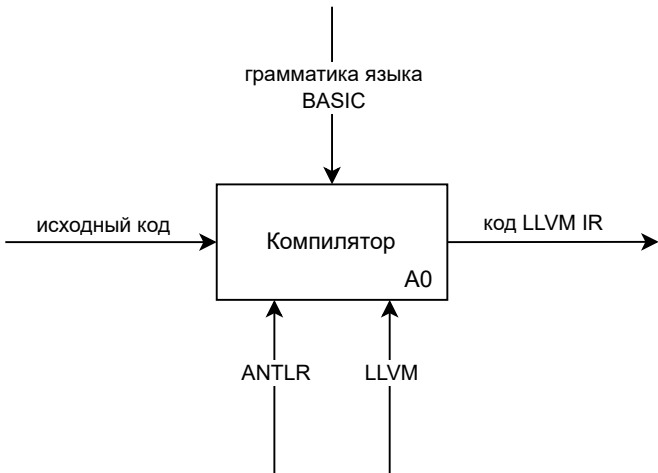 грамматика языка
BASIC
исходный код
Компилятор
код LLVM IR
A0
ANTLR
LLVM